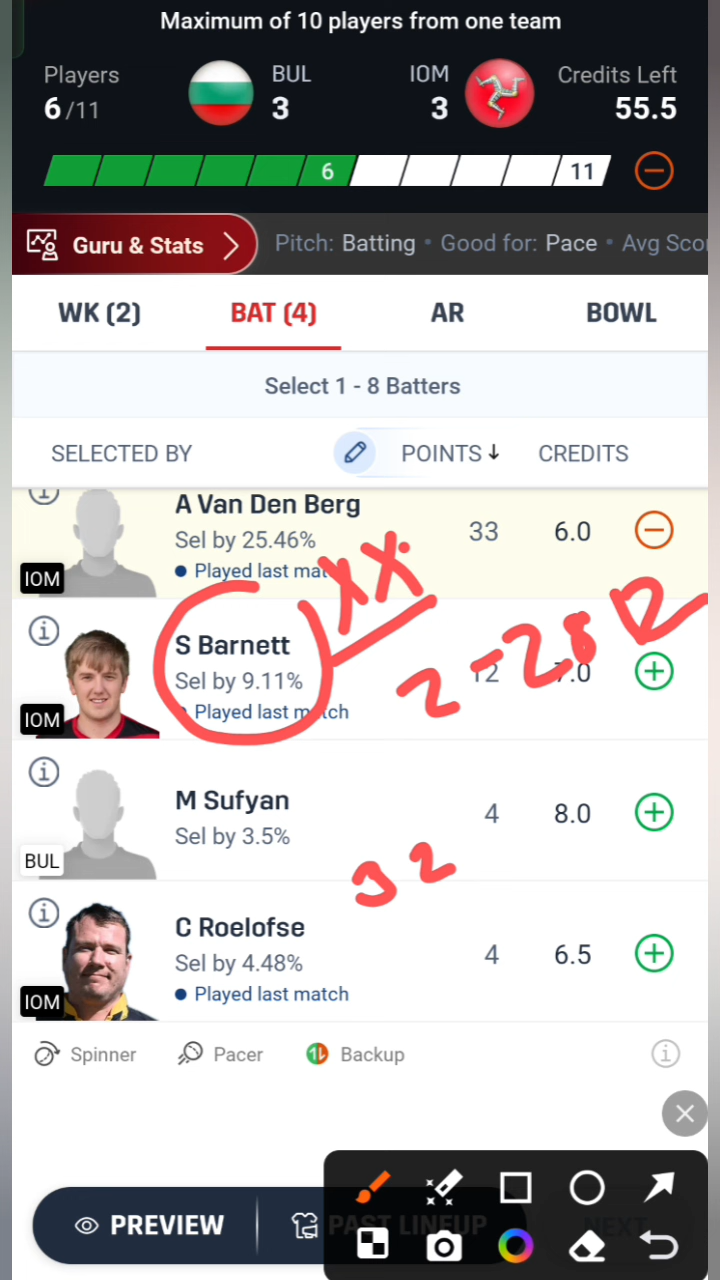 Maximum of 10 players from one team
Players BUL IOM Credits Left
6/11 3 3 55.5
6 11
Guru & Stats Pitch: Batting • Good for: Pace • Avg Scor
WK (2) BAT (4) AR BOWL
Select 1 - 8 Batters
SELECTED BY POINTS ↓ CREDITS
A Van Den Berg
Sel by 25.46% 33 6.0
IOM Played last mat
XX
S Barnett
Sel by 9.11% 12 7.0
2-28R
IOM Played last match
M Sufyan
Sel by 3.5% 4 8.0
BUL
32
C Roelofse
Sel by 4.48% 4 6.5
IOM Played last match
Spinner Pacer Backup
PREVIEW PAST LINEUP NEXT